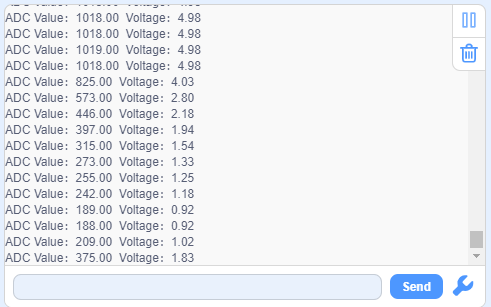 ADC Value：1018.00  Voltage：4.98
ADC Value：1018.00  Voltage：4.98
ADC Value：1019.00  Voltage：4.98
ADC Value：1018.00  Voltage：4.98
ADC Value：825.00  Voltage：4.03
ADC Value：573.00  Voltage：2.80
ADC Value：446.00  Voltage：2.18
ADC Value：397.00  Voltage：1.94
ADC Value：315.00  Voltage：1.54
ADC Value：273.00  Voltage：1.33
ADC Value：255.00  Voltage：1.25
ADC Value：242.00  Voltage：1.18
ADC Value：189.00  Voltage：0.92
ADC Value：188.00  Voltage：0.92
ADC Value：209.00  Voltage：1.02
ADC Value：375.00  Voltage：1.83
Send